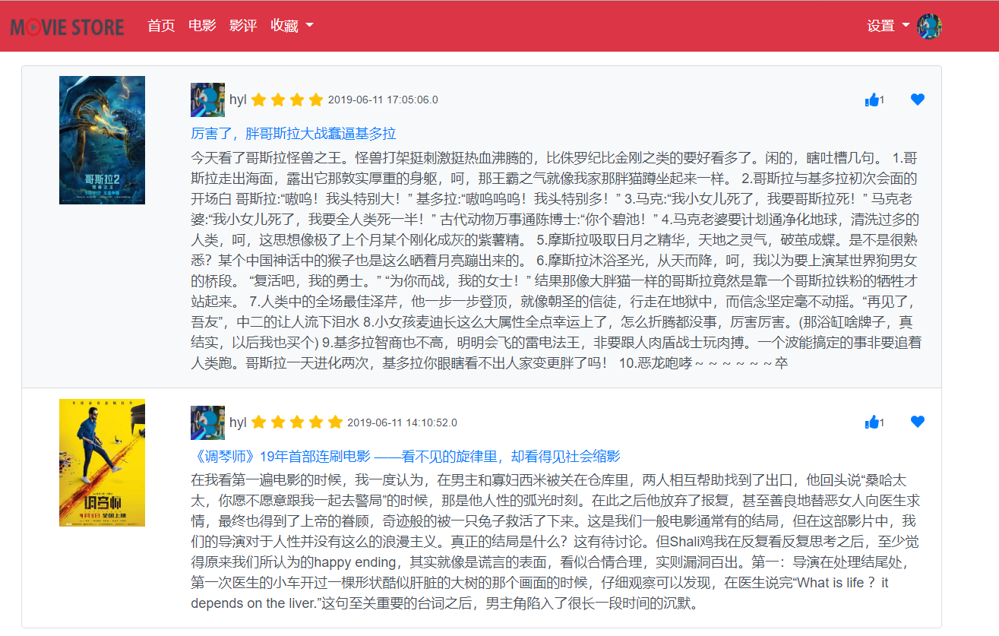 MOVIE STORE 首页 电影 影评 收藏 设置
hyl 2019-06-11 17:05:06.0 1
厉害了，胖哥斯拉大战蠢逼基多拉
今天看了哥斯拉怪兽之王。怪兽打架挺刺激挺热血沸腾的，比侏罗纪比金刚之类的要好看多了。闲的，瞎吐槽几句。 1.哥
斯拉走出海面，露出它那敦实厚重的身躯，呵，那王霸之气就像我家那胖猫蹲坐起来一样。 2.哥斯拉与基多拉初次会面的
开场白 哥斯拉:“嗷呜！我头特别大！” 基多拉:“嗷呜呜呜！我头特别多！” 3.马克:“我小女儿死了，我要哥斯拉死！” 马克老
婆:“我小女儿死了，我要全人类死一半！” 古代动物万事通陈博士:“你个碧池！” 4.马克老婆要计划通净化地球，清洗过多的
人类，呵，这思想像极了上个月某个刚化成灰的紫薯精。 5.摩斯拉吸取日月之精华，天地之灵气，破茧成蝶。是不是很熟
悉？某个中国神话中的猴子也是这么晒着月亮蹦出来的。 6.摩斯拉沐浴圣光，从天而降，呵，我以为要上演某世界狗男女
的桥段。 “复活吧，我的勇士。” “为你而战，我的女士！” 结果那像大胖猫一样的哥斯拉竟然是靠一个哥斯拉铁粉的牺牲才
站起来。 7.人类中的全场最佳泽芹，他一步一步登顶，就像朝圣的信徒，行走在地狱中，而信念坚定毫不动摇。“再见了，
吾友”，中二的让人流下泪水 8.小女孩麦迪长这么大属性全点幸运上了，怎么折腾都没事，厉害厉害。(那浴缸啥牌子，真
结实，以后我也买个) 9.基多拉智商也不高，明明会飞的雷电法王，非要跟人肉盾战士玩肉搏。一个波能搞定的事非要追着
人类跑。哥斯拉一天进化两次，基多拉你眼瞎看不出人家变更胖了吗！ 10.恶龙咆哮～～～～～～卒
哥斯拉2
怪兽之王
hyl 2019-06-11 14:10:52.0 1
《调琴师》19年首部连刷电影 ——看不见的旋律里，却看得见社会缩影
在我看第一遍电影的时候，我一度认为，在男主和寡妇西米被关在仓库里，两人相互帮助找到了出口，他回头说“桑哈太
太，你愿不愿意跟我一起去警局”的时候，那是他人性的弧光时刻。在此之后他放弃了报复，甚至善良地替恶女人向医生求
情，最终也得到了上帝的眷顾，奇迹般的被一只兔子救活了下来。这是我们一般电影通常有的结局，但在这部影片中，我
们的导演对于人性并没有这么的浪漫主义。真正的结局是什么？这有待讨论。但Shali鸡我在反复看反复思考之后，至少觉
得原来我们所认为的happy ending，其实就像是谎言的表面，看似合情合理，实则漏洞百出。第一：导演在处理结尾处，
第一次医生的小车开过一棵形状酷似肝脏的大树的那个画面的时候，仔细观察可以发现，在医生说完“What is life？it
depends on the liver.”这句至关重要的台词之后，男主角陷入了很长一段时间的沉默。
调音师
4月3日 全国上映